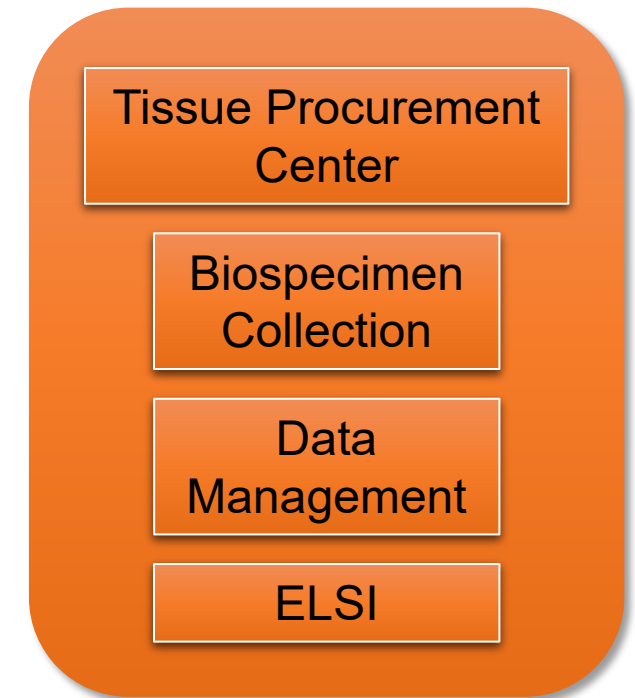 Tissue Procurement
Center
Biospecimen
Collection
Data
Management
ELSI